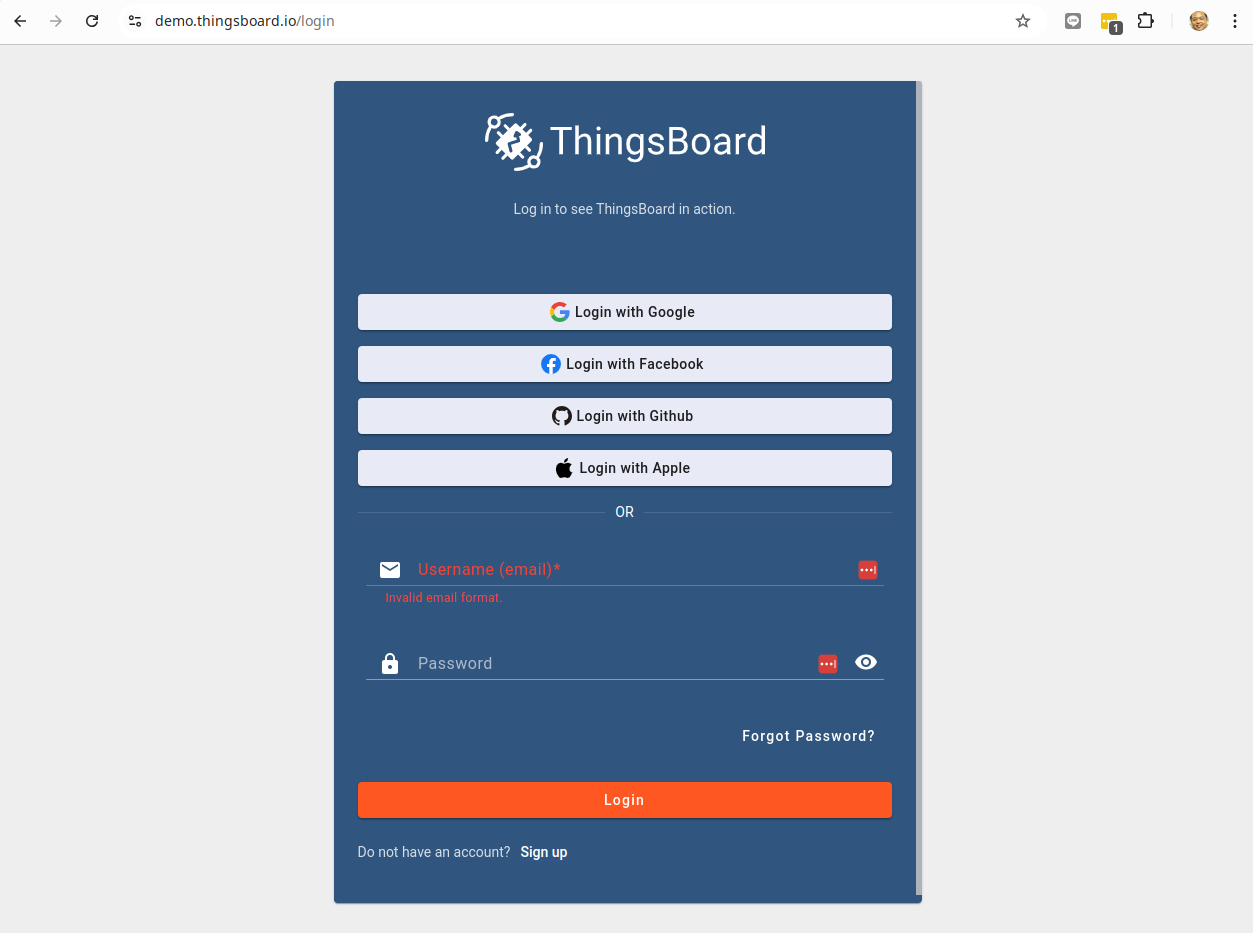 demo.thingsboard.io/login
1
ThingsBoard
Log in to see ThingsBoard in action.
Login with Google
Login with Facebook
Login with Github
Login with Apple
OR
Username (email)*
Invalid email format.
Password
Forgot Password?
Login
Do not have an account? Sign up